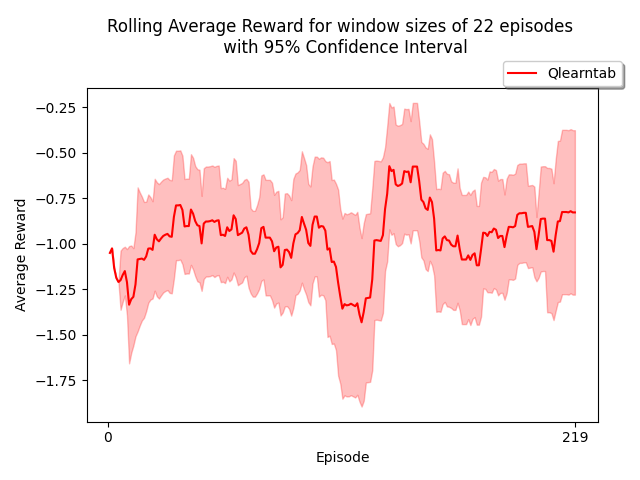 Rolling Average Reward for window sizes of 22 episodes
with 95% Confidence Interval
Qlearntab
−0.25
−0.50
−0.75
−1.00
−1.25
−1.50
−1.75
Average Reward
0
219
Episode